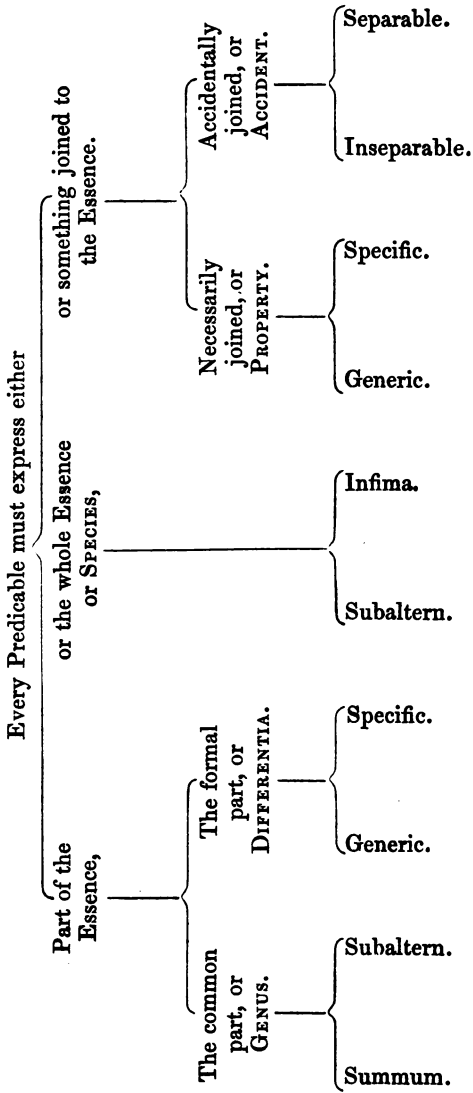 Every Predicable must express either
Part of the
Essence,
or the whole Essence
or SPECIES,
or something joined to
the Essence.
The common
part, or
GENUS.
The formal
part, or
DIFFERENTIA.
Necessarily
joined, or
PROPERTY.
Accidentally
joined, or
ACCIDENT.
Summum.
Subaltern.
Generic.
Specific.
Subaltern.
Infima.
Generic.
Specific.
Inseparable.
Separable.